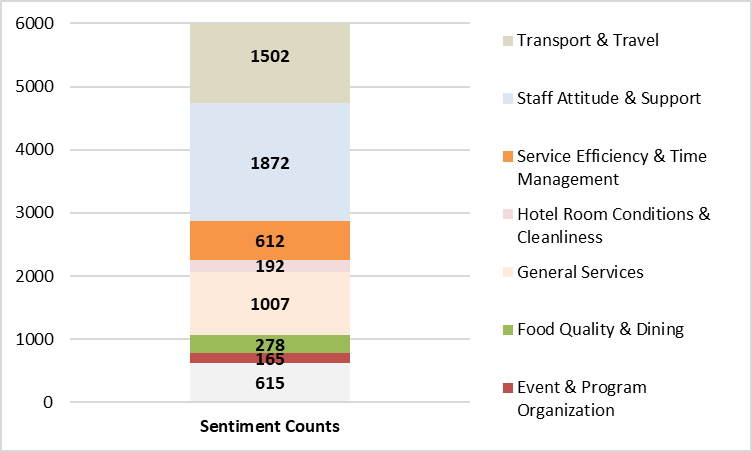 6000
5000
4000
3000
2000
1000
0
1502
1872
612
192
1007
278
165
615
Sentiment Counts
Transport & Travel
Staff Attitude & Support
Service Efficiency & Time
Management
Hotel Room Conditions &
Cleanliness
General Services
Food Quality & Dining
Event & Program
Organization